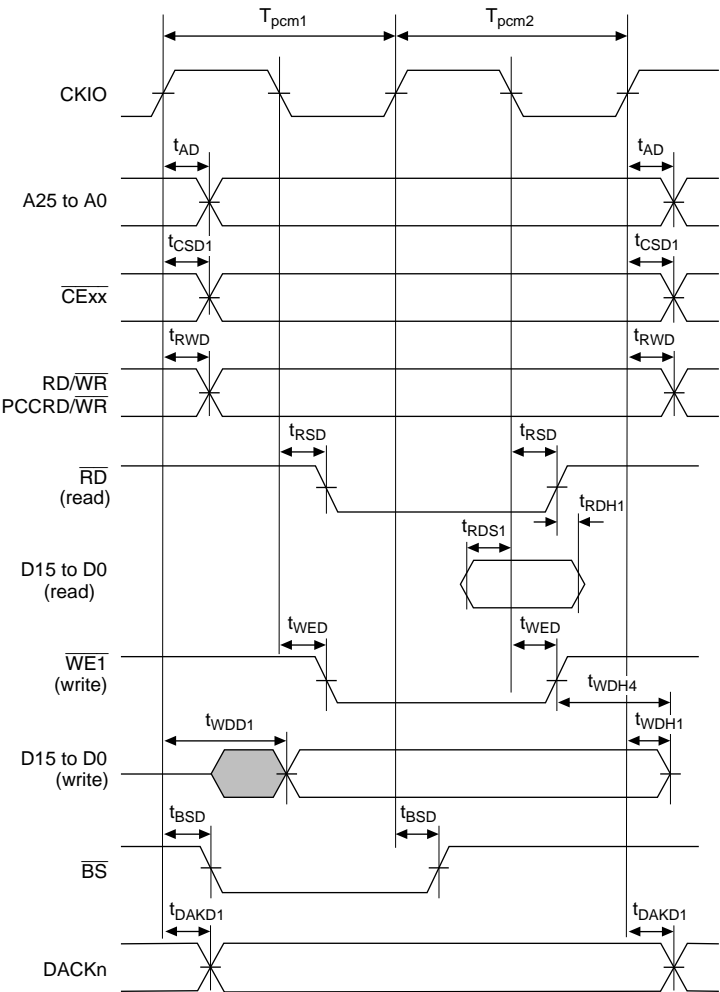 Tpcm1 Tpcm2
CKIO
tAD tAD
A25 to A0
tCSD1 tCSD1
CExx
tRWD tRWD
RD/WR
PCCRD/WR
tRSD tRSD
RD
(read)
tRDH1
tRDS1
D15 to D0
(read)
tWED tWED
WE1
(write)
tWDH4
tWDD1 tWDH1
D15 to D0
(write)
tBSD tBSD
BS
tDAKD1 tDAKD1
DACKn